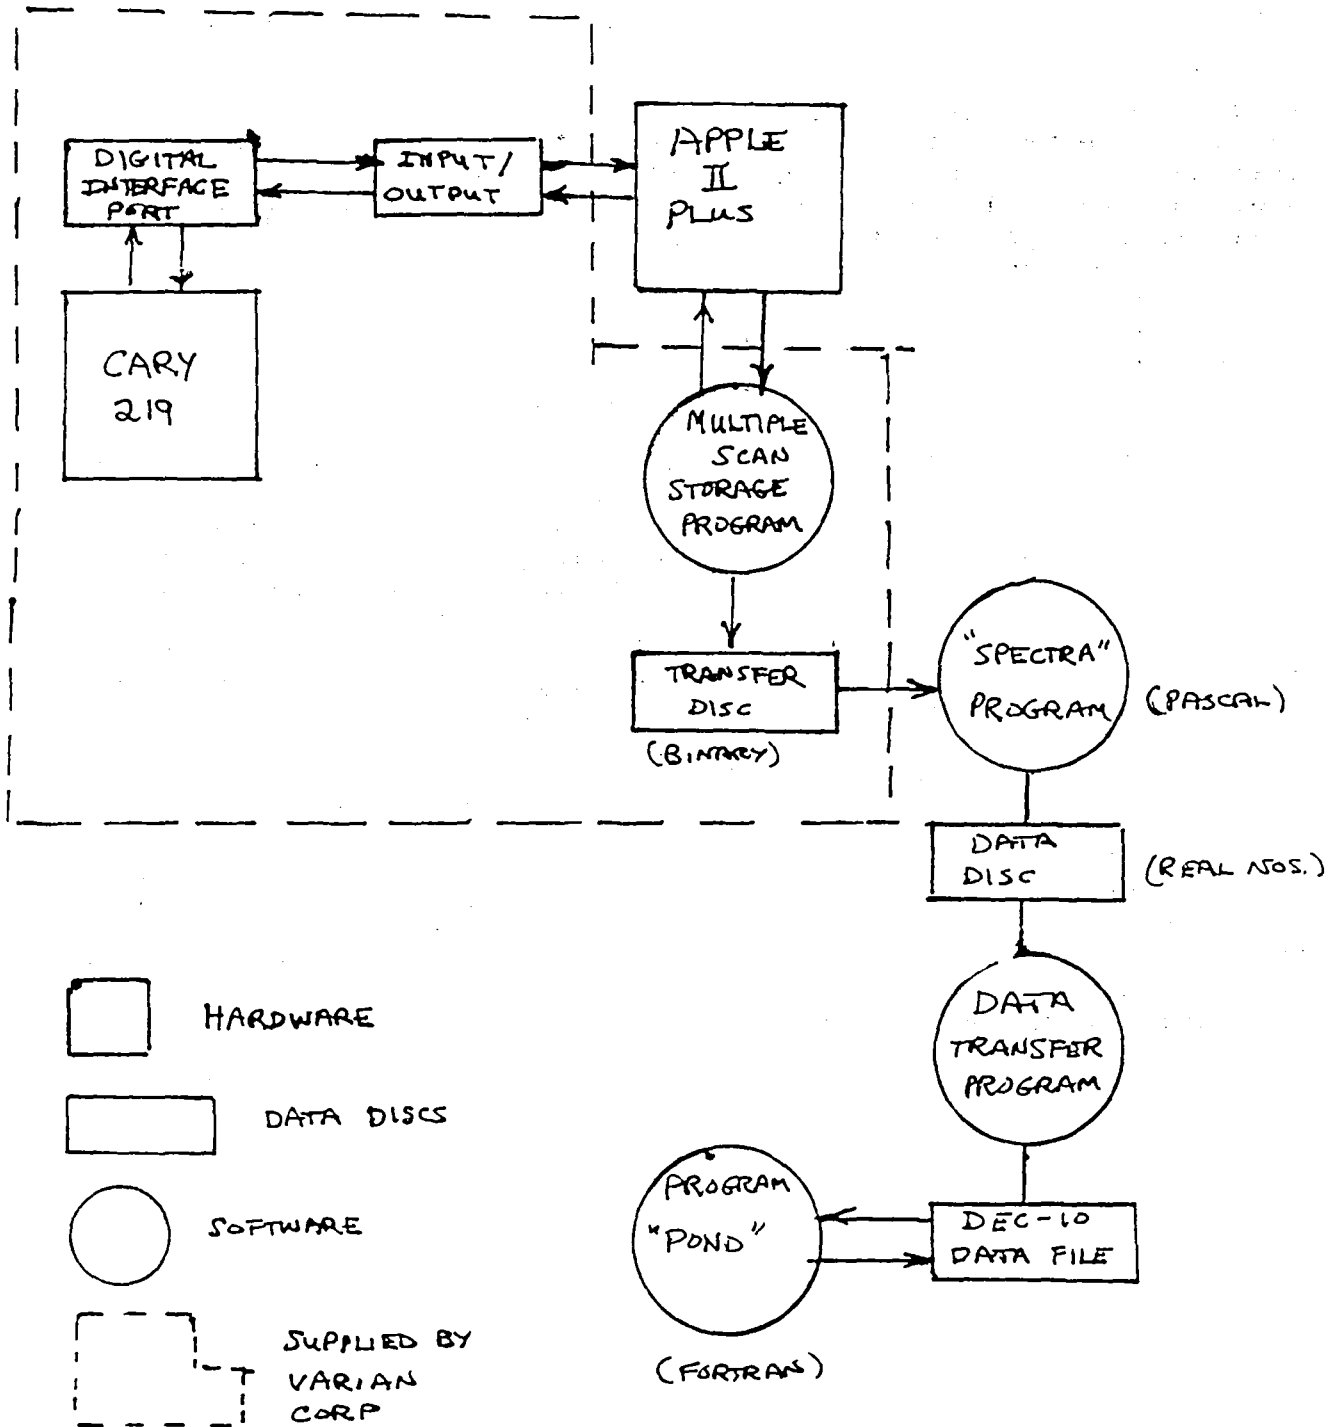 DIGITAL
INTERFACE
PORT
INPUT/
OUTPUT
APPLE
II
PLUS
CARY
219
MULTIPLE
SCAN
STORAGE
PROGRAM
TRANSFER
DISC
(BINARY)
"SPECTRA"
PROGRAM
(PASCAL)
DATA
DISC
(REAL NOS.)
DATA
TRANSFER
PROGRAM
DEC-10
DATA FILE
PROGRAM
"POND"
(FORTRAN)
HARDWARE
DATA DISCS
SOFTWARE
SUPPLIED BY
VARIAN
CORP